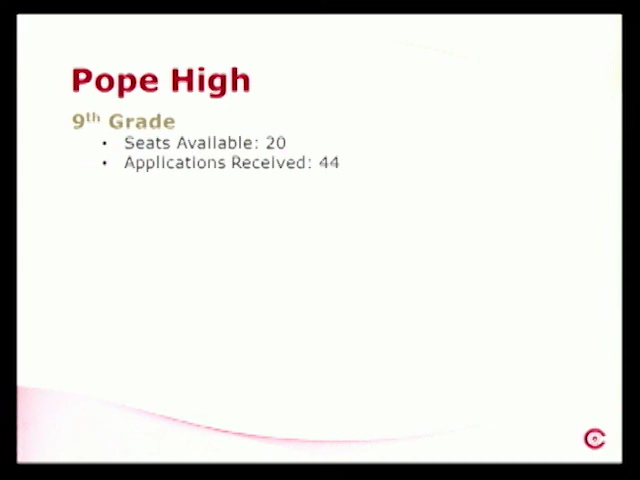 Pope High
9th Grade
• Seats Available: 20
• Applications Received: 44